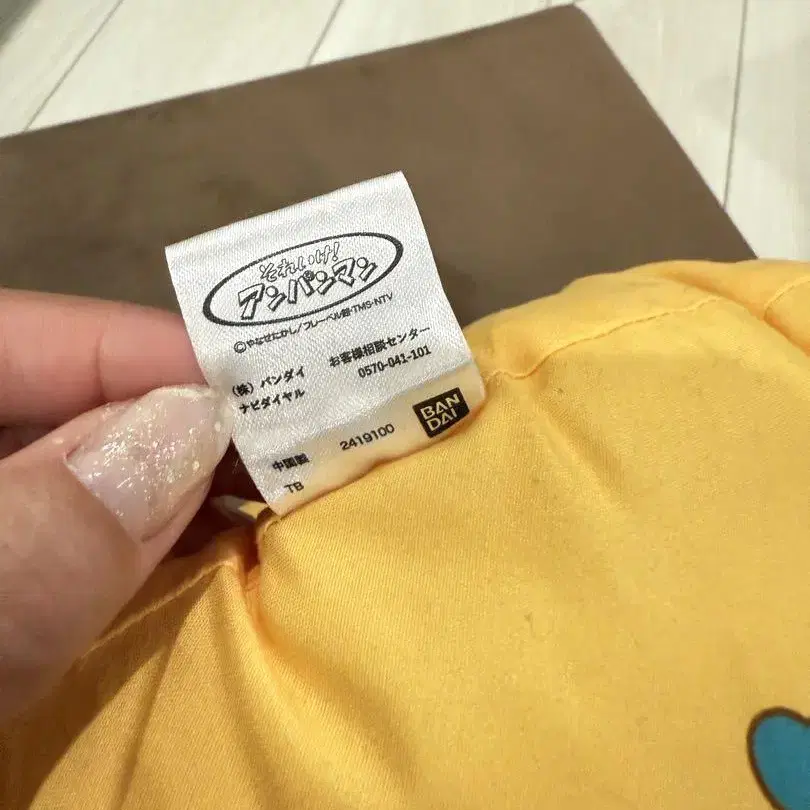 それいけ!
アンパンマン
©やなせたかし/フレーベル館・TMS・NTV
(株)バンダイ お客様相談センター
ナビダイヤル 0570-041-101
中国製 2419100
BAN
DAI
TB